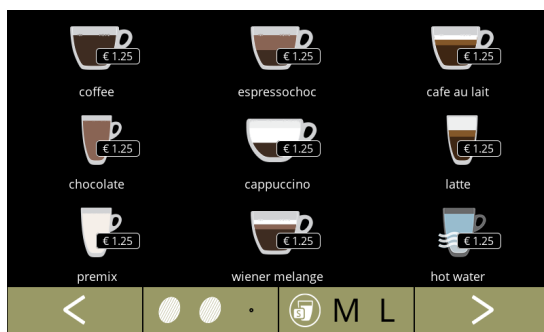 € 1.25 € 1.25 € 1.25
coffee espressochoc cafe au lait
€ 1.25 € 1.25 € 1.25
chocolate cappuccino latte
€ 1.25 € 1.25 € 1.25
premix wiener melange hot water
< S M L >